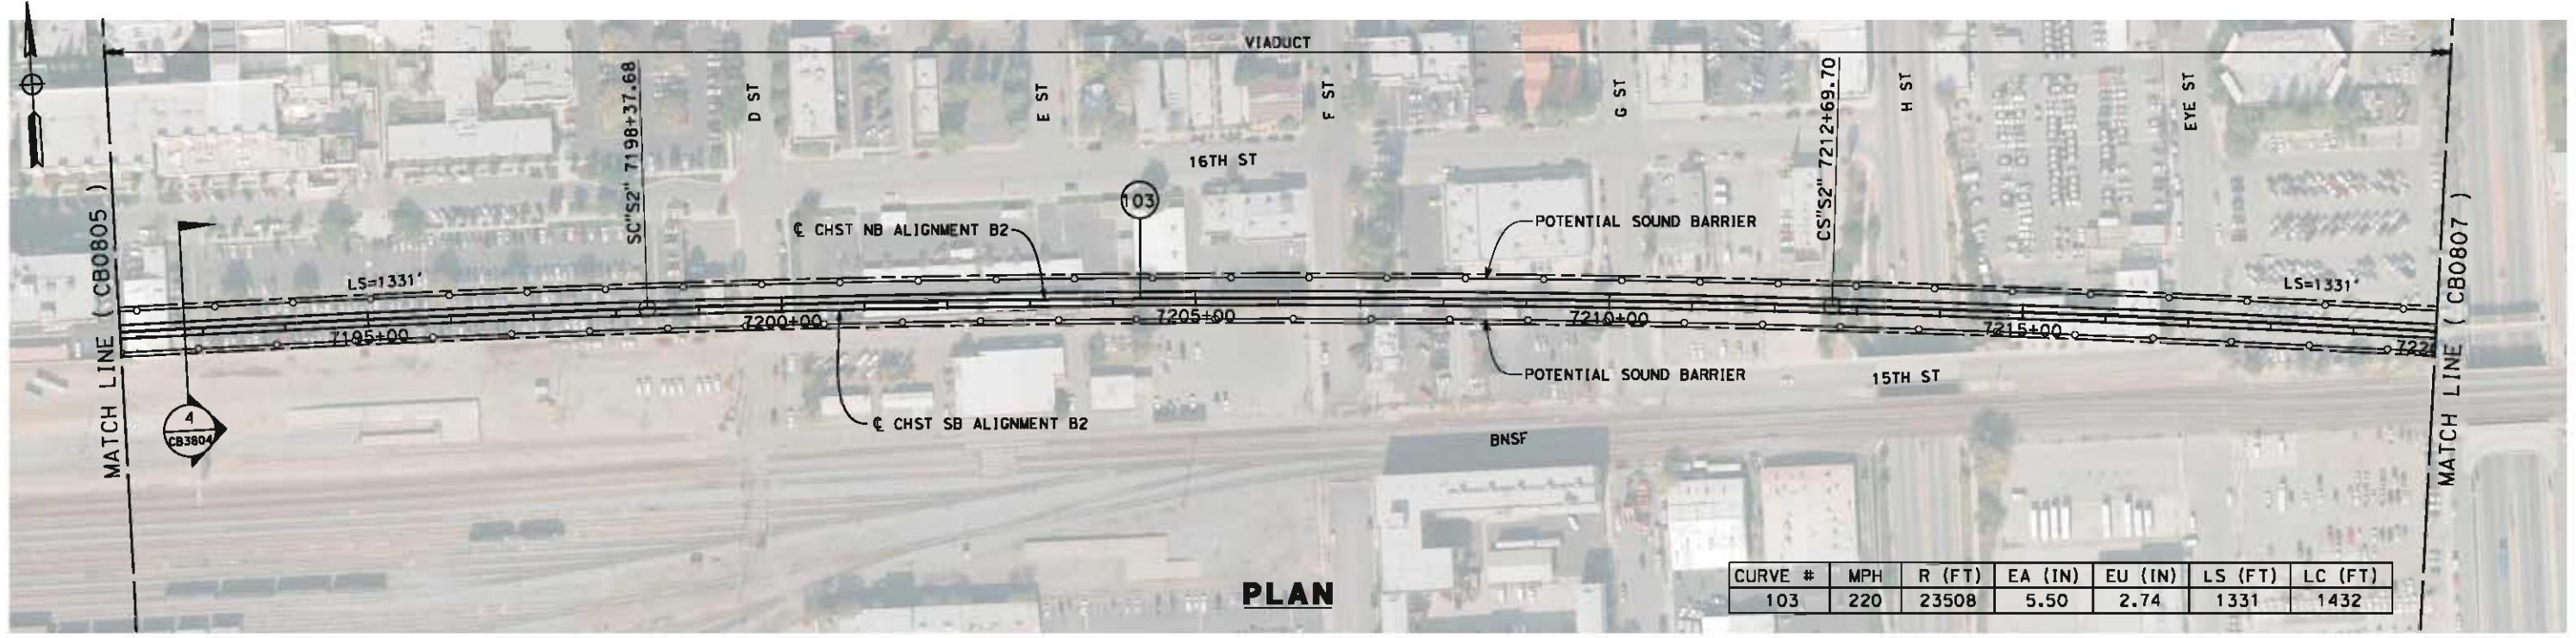 VIADUCT
SC"S2" 7198+37.68
D ST
E ST
F ST
G ST
CS"S2" 7212+69.70
H ST
EYE ST
16TH ST
103
MATCH LINE ( CB0805 )
℄ CHST NB ALIGNMENT B2
POTENTIAL SOUND BARRIER
MATCH LINE ( CB0807 )
LS=1331'
LS=1331'
7195+00
7200+00
7205+00
7210+00
7215+00
POTENTIAL SOUND BARRIER
15TH ST
4
CB3804
℄ CHST SB ALIGNMENT B2
BNSF
PLAN
CURVE # MPH R (FT) EA (IN) EU (IN) LS (FT) LC (FT)
103 220 23508 5.50 2.74 1331 1432